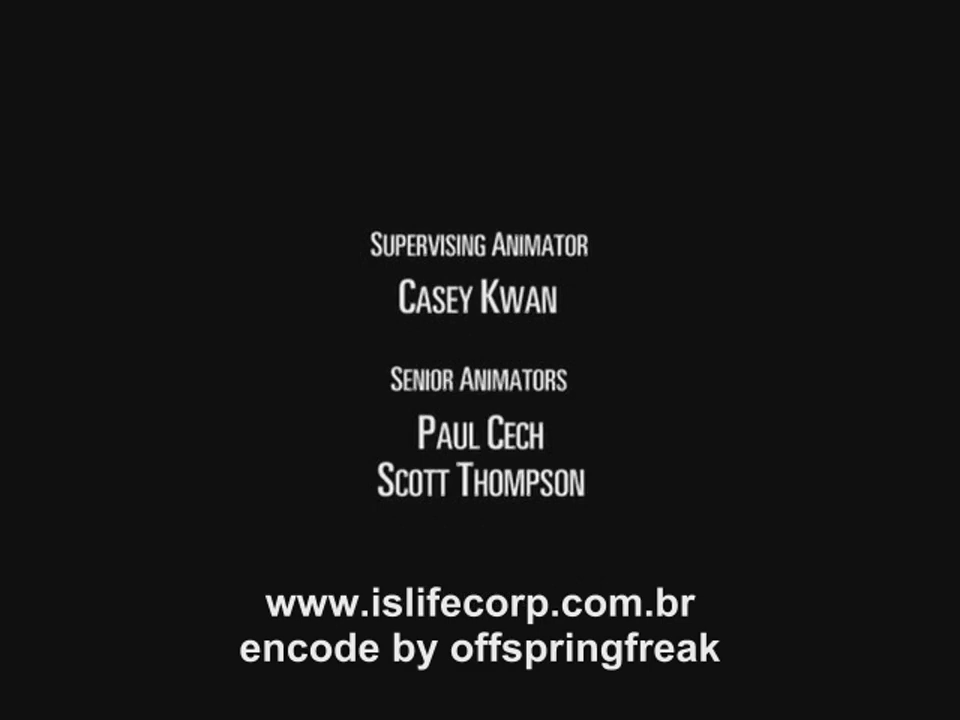 Supervising Animator
Casey Kwan
Senior Animators
Paul Cech
Scott Thompson
www.islifecorp.com.br
encode by offspringfreak